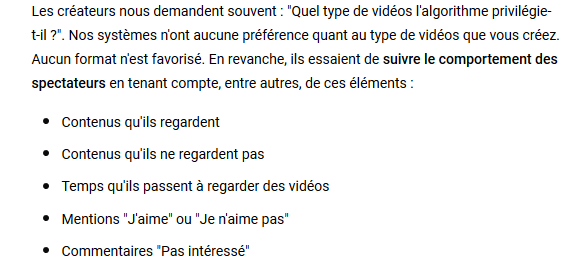 Les créateurs nous demandent souvent : "Quel type de vidéos l'algorithme privilégie-
t-il ?". Nos systèmes n'ont aucune préférence quant au type de vidéos que vous créez.
Aucun format n'est favorisé. En revanche, ils essaient de suivre le comportement des
spectateurs en tenant compte, entre autres, de ces éléments :
• Contenus qu'ils regardent
• Contenus qu'ils ne regardent pas
• Temps qu'ils passent à regarder des vidéos
• Mentions "J'aime" ou "Je n'aime pas"
• Commentaires "Pas intéressé"